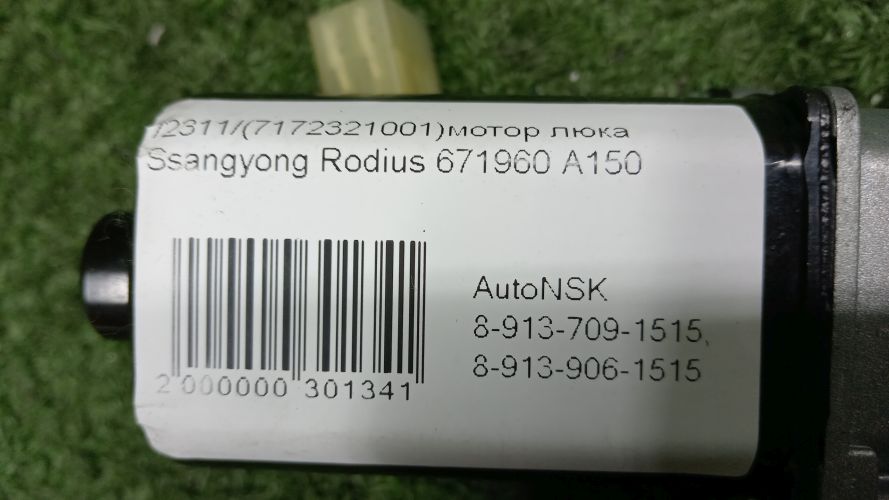 12311/(7172321001)мотор люка
Ssangyong Rodius 671960 A150
AutoNSK
8-913-709-1515,
8-913-906-1515
2 000000 301341